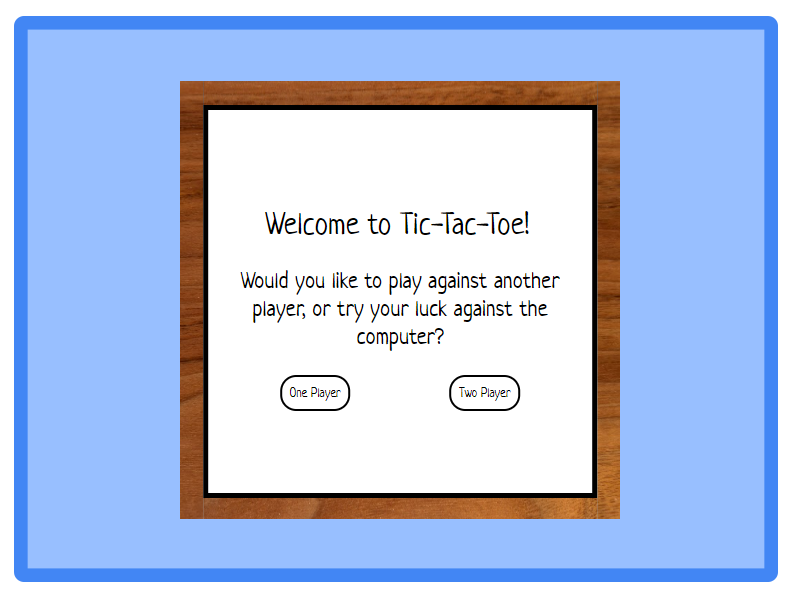 Welcome to Tic-Tac-Toe!
Would you like to play against another
player, or try your luck against the
computer?
One Player
Two Player